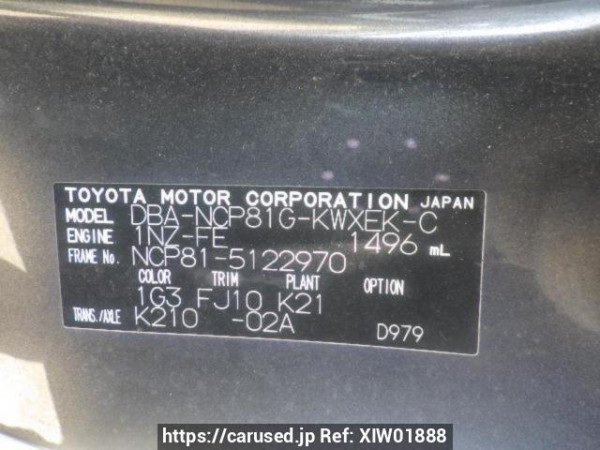 TOYOTA MOTOR CORPORATION JAPAN
MODEL DBA-NCP81G-KWXEK-C
ENGINE 1NZ-FE 1496 mL
FRAME No. NCP81-5122970
COLOR TRIM PLANT OPTION
1G3 FJ10 K21
TRANS./AXLE K210 -02A D979
https://carused.jp Ref: XIW01888